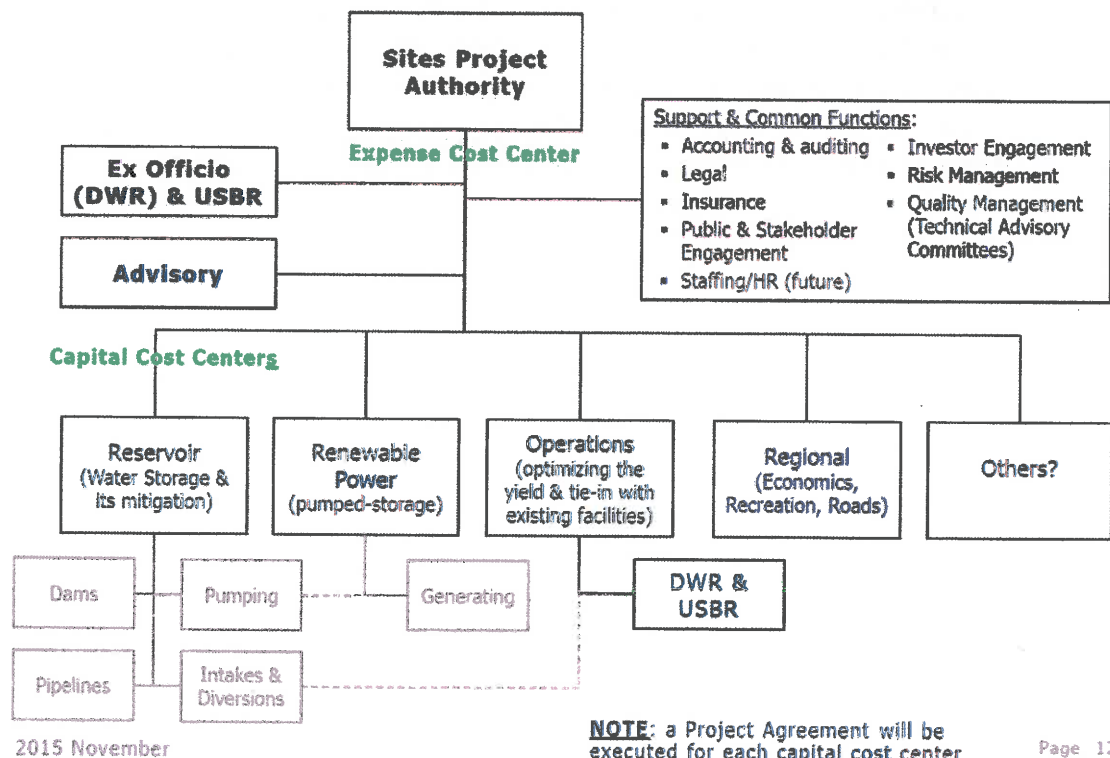 Sites Project
Authority
Expense Cost Center
Support & Common Functions:
▪ Accounting & auditing
▪ Legal
▪ Insurance
▪ Public & Stakeholder
Engagement
▪ Staffing/HR (future)
▪ Investor Engagement
▪ Risk Management
▪ Quality Management
(Technical Advisory
Committees)
Ex Officio
(DWR) & USBR
Advisory
Capital Cost Centers
Reservoir
(Water Storage &
its mitigation)
Renewable
Power
(pumped-storage)
Operations
(optimizing the
yield & tie-in with
existing facilities)
Regional
(Economics,
Recreation, Roads)
Others?
Dams
Pumping
Generating
DWR &
USBR
Pipelines
Intakes &
Diversions
NOTE: a Project Agreement will be
executed for each capital cost center
2015 November
Page 12